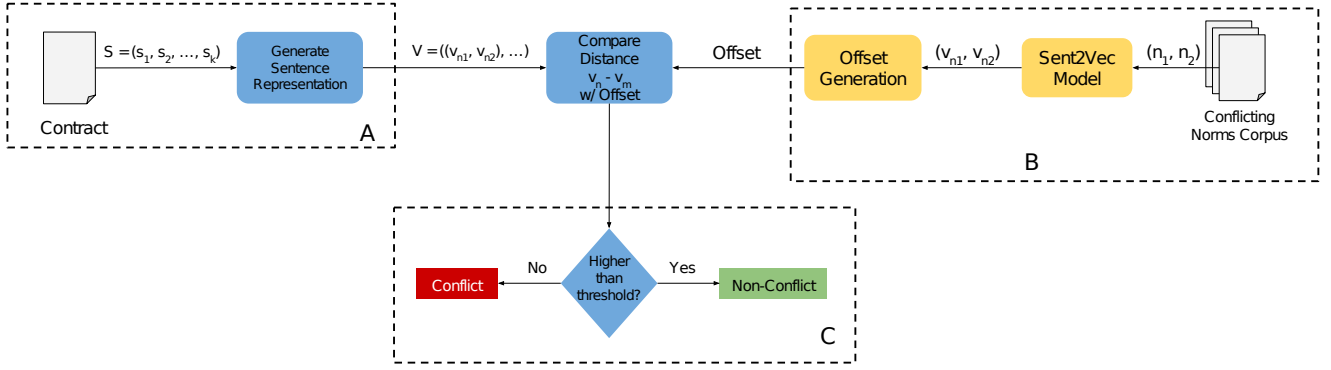 S = (s1, s2, ..., sk)
Generate
Sentence
Representation
Contract
A
V = ((vn1, vn2), ...)
Compare
Distance
vn - vm
w/ Offset
Offset
Offset
Generation
(vn1, vn2)
Sent2Vec
Model
(n1, n2)
Conflicting
Norms Corpus
B
Higher
than
threshold?
No
Yes
Conflict
Non-Conflict
C